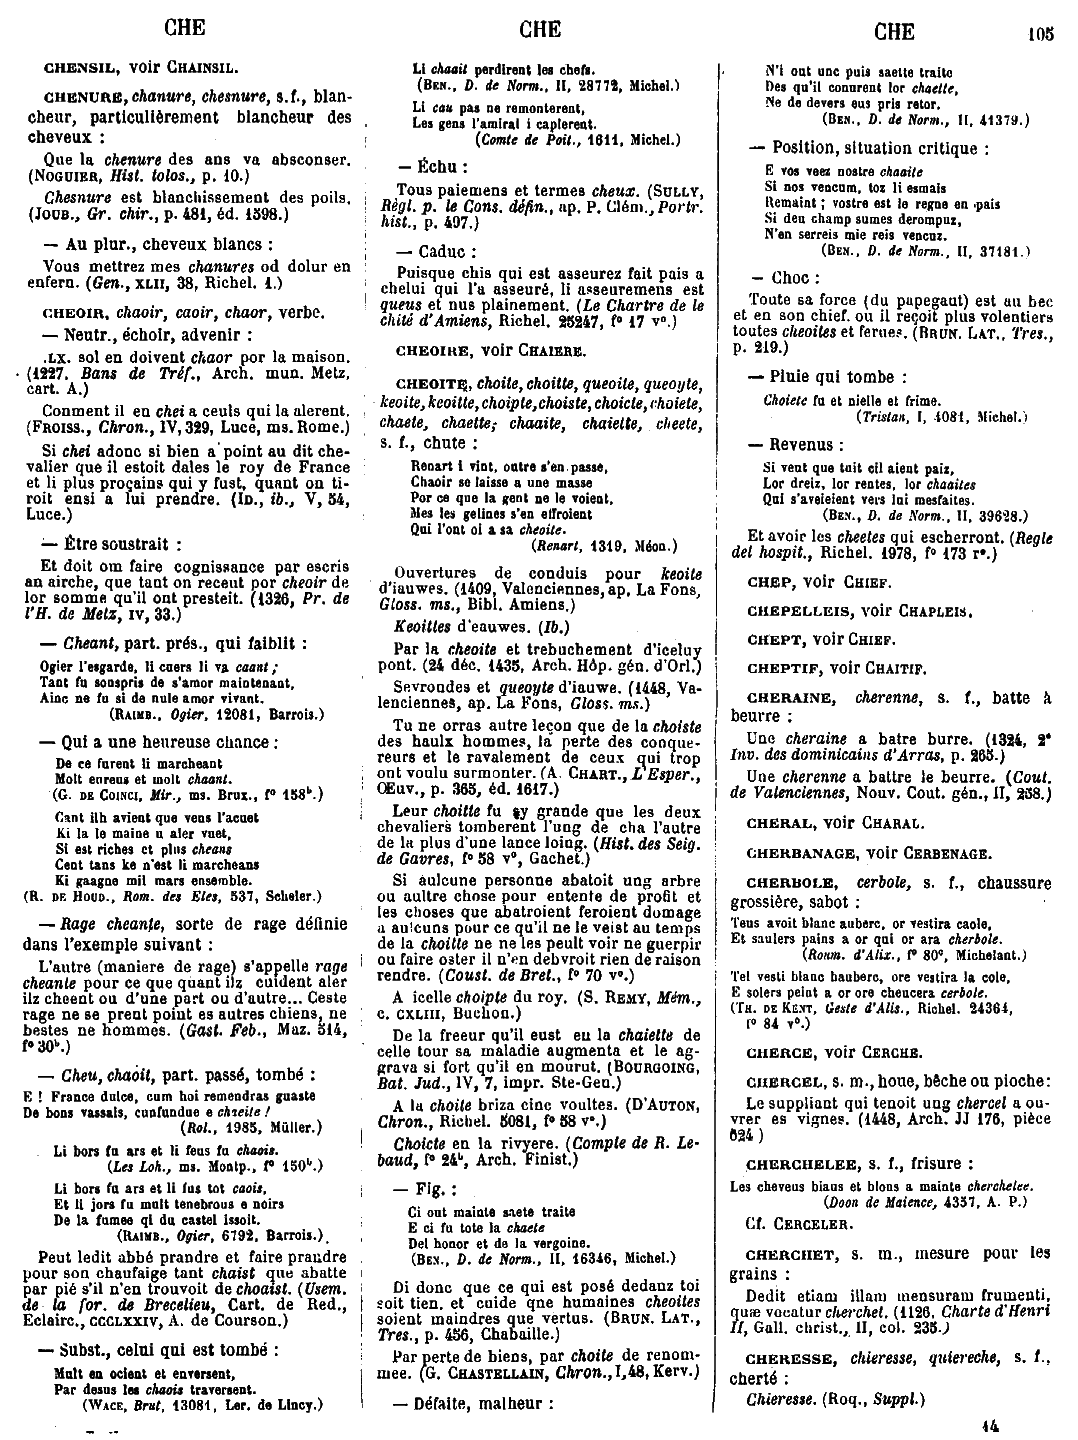 CHE
CHENSIL, voir CHAINSIL.
CHENURE, chanure, chesnure, s. f., blan-
cheur, particulièrement blancheur des
cheveux :
Que la chenure des ans va absconser.
(NOGUIER, Hist. tolos., p. 10.)
Chesnure est blanchissement des poils.
(JOUB., Gr. chir., p. 481, éd. 1598.)
— Au plur., cheveux blancs :
Vous mettrez mes chanures od dolur en
enfern. (Gen., XLII, 38, Richel. 1.)
CHEOIR, chaoir, caoir, chaor, verbe.
— Neutr., échoir, advenir :
.LX. sol en doivent chaor por la maison.
(1227, Bans de Tréf., Arch. mun. Metz,
cart. A.)
Conment il en chei a ceuls qui la alerent.
(FROISS., Chron., IV, 329, Luce, ms. Rome.)
Si chei adonc si bien a point au dit che-
valier que il estoit dales le roy de France
et li plus proçains qui y fust, quant on ti-
roit ensi a lui prendre. (ID., ib., V, 54,
Luce.)
— Être soustrait :
Et doit om faire cognissance par escris
an airche, que tant on receut por cheoir de
lor somme qu'il ont presteit. (1326, Pr. de
l'H. de Metz, IV, 33.)
— Cheant, part. prés., qui faiblit :
Ogier l'esgarde, li cuers li va caant ;
Tant fu souspris de s'amor maintenant,
Ainc ne fu si de nule amor vivant.
(RAIMB., Ogier, 12081, Barrois.)
— Qui a une heureuse chance :
De ce furent li marcheant
Molt eureus et molt chaant.
(G. DE COINCI, Mir., ms. Brux., f° 158b.)
Cant ilh avient que vens l'acuet
Ki la le maine u aler vuet,
Si est riches et plus cheans
Cent tans ke n'est li marcheans
Ki gaagne mil mars ensemble.
(R. DE HOUD., Rom. des Eles, 537, Scheler.)
— Rage cheante, sorte de rage définie
dans l'exemple suivant :
L'autre (maniere de rage) s'appelle rage
cheante pour ce que quant ilz cuident aler
ilz cheent ou d'une part ou d'autre... Ceste
rage ne se prent point es autres chiens, ne
bestes ne hommes. (Gast. Feb., Maz. 514,
f° 30b.)
— Cheu, chaoit, part. passé, tombé :
E ! France dulce, cum hoi remendras guaste
De bons vassals, cunfundue e chaeite !
(Rol., 1985, Müller.)
Li bors fu ars et li feus fu chaois.
(Les Loh., ms. Montp., f° 150b.)
Li bors fu ars et li fus tot caois,
Et li jors fu mult tenebrous e noirs
De la fumee qi du castel issoit.
(RAIMB., Ogier, 6792, Barrois.)
Peut ledit abbé prandre et faire prandre
pour son chaufaige tant chaist que abatte
par pié s'il n'en trouvoit de choaist. (Usem.
de la for. de Brecelieu, Cart. de Red.,
Eclairc., CCCLXXIV, A. de Courson.)
— Subst., celui qui est tombé :
Mult en ocient et enversent,
Par desus les chaois traversent.
(WACE, Brut, 13081, Ler. de Lincy.)
CHE
Li chaait perdirent les chefs.
(BEN., D. de Norm., II, 28772, Michel.)
Li cau pas ne remonterent,
Les gens l'amiral i caplerent.
(Comte de Poit., 1611, Michel.)
— Échu :
Tous paiemens et termes cheux. (SULLY,
Règl. p. le Cons. défin., ap. P. Clém., Portr.
hist., p. 497.)
— Caduc :
Puisque chis qui est asseurez fait pais a
chelui qui l'a asseuré, li asseuremens est
queus et nus plainement. (Le Chartre de le
chité d'Amiens, Richel. 25247, f° 17 v°.)
CHEOIRE, voir CHAIERE.
CHEOITE, choite, choitte, queoite, queoyte,
keoite, keoitte, choipte, choiste, choicte, choiete,
chaete, chaette, chaaite, chaielte, cheete,
s. f., chute :
Renart i vint, outre s'en passe,
Chaoir se laisse a une masse
Por ce que la gent ne le voient,
Mes les gelines s'en effroient
Qui l'ont oi a sa cheoite.
(Renart, 1319, Méon.)
Ouvertures de conduis pour keoite
d'iauwes. (1409, Valenciennes, ap. La Fons,
Gloss. ms., Bibl. Amiens.)
Keoittes d'eauwes. (Ib.)
Par la cheoite et trebuchement d'iceluy
pont. (24 déc. 1435, Arch. Hôp. gén. d'Orl.)
Sevrondes et queoyte d'iauwe. (1448, Va-
lenciennes, ap. La Fons, Gloss. ms.)
Tu ne orras autre leçon que de la choiste
des haulx hommes, la perte des conque-
reurs et le ravalement de ceux qui trop
ont voulu surmonter. (A. CHART., L'Esper.,
Œuv., p. 365, éd. 1617.)
Leur choitte fu sy grande que les deux
chevaliers tomberent l'ung de cha l'autre
de la plus d'une lance loing. (Hist. des Seig.
de Gavres, f° 58 v°, Gachet.)
Si aulcune personne abatoit ung arbre
ou aultre chose pour entente de profit et
les choses que abatroient feroient domage
a aulcuns pour ce qu'il ne le veist au temps
de la choitte ne ne les peult voir ne guerpir
ou faire oster il n'en debvroit rien de raison
rendre. (Coust. de Bret., f° 70 v°.)
A icelle choipte du roy. (S. REMY, Mém.,
c. CXLIII, Buchon.)
De la freeur qu'il eust eu la chaiette de
celle tour sa maladie augmenta et le ag-
grava si fort qu'il en mourut. (BOURGOING,
Bat. Jud., IV, 7, impr. Ste-Gen.)
A la choite briza cinc voultes. (D'AUTON,
Chron., Richel. 5081, f° 58 v°.)
Choicte en la rivyere. (Compte de R. Le-
baud, f° 24b, Arch. Finist.)
— Fig. :
Ci out mainte saete traite
E ci fu tote la chaete
Del honor et de la vergoine.
(BEN., D. de Norm., II, 16346, Michel.)
Di donc que ce qui est posé dedanz toi
soit tien, et cuide que humaines cheoites
soient maindres que vertus. (BRUN. LAT.,
Tres., p. 456, Chabaille.)
Par perte de biens, par choite de renom-
mee. (G. CHASTELLAIN, Chron., I, 48, Kerv.)
— Défaite, malheur :
CHE 105
N'i out unc puis saette traite
Des qu'il conurent lor chaette,
Ne de devers eus pris retor.
(BEN., D. de Norm., II, 41379.)
— Position, situation critique :
E vos veez nostre chaaite
Si nos vencum, toz li esmais
Remaint ; vostre est le regne en pais
Si deu champ sumes derompuz,
N'en serreis mie reis vencuz.
(BEN., D. de Norm., II, 37181.)
— Choc :
Toute sa force (du papegaut) est au bec
et en son chief. ou il reçoit plus volentiers
toutes cheoites et ferues. (BRUN. LAT., Tres.,
p. 219.)
— Pluie qui tombe :
Choiete fu et nielle et frime.
(Tristan, I, 4081, Michel.)
— Revenus :
Si veut que tuit cil aient paiz,
Lor dreiz, lor rentes, lor chaaites
Qui s'aveieient vers lui mesfaites.
(BEN., D. de Norm., II, 39628.)
Et avoir les cheetes qui escherront. (Regle
del hospit., Richel. 1978, f° 173 r°.)
CHEP, voir CHIEF.
CHEPELLEIS, voir CHAPLEIS.
CHEPT, voir CHIEF.
CHEPTIF, voir CHAITIF.
CHERAINE, cherenne, s. f., batte à
beurre :
Une cheraine a batre burre. (1324, 2e
Inv. des dominicains d'Arras, p. 265.)
Une cherenne a battre le beurre. (Cout.
de Valenciennes, Nouv. Cout. gén., II, 258.)
CHERAL, voir CHARAL.
CHERBANAGE, voir CERBENAGE.
CHERBOLE, cerbole, s. f., chaussure
grossière, sabot :
Teus avoit blanc auberc, or vestira caole,
Et saulers pains a or qui or ara cherbole.
(Roum. d'Alix., f° 80c, Michelant.)
Tel vesti blanc hauberc, ore vestira la cole,
E solers peint a or ore cheucera cerbole.
(TH. DE KENT, Geste d'Alis., Richel. 24364,
f° 84 v°.)
CHERCE, voir CERCHE.
CHERCEL, s. m., houe, bêche ou pioche :
Le suppliant qui tenoit ung chercel a ou-
vrer es vignes. (1448, Arch. JJ 176, pièce
624.)
CHERCHELEE, s. f., frisure :
Les cheveus biaus et blons a mainte cherchelee.
(Doon de Maience, 4357, A. P.)
Cf. CERCELER.
CHERCHET, s. m., mesure pour les
grains :
Dedit etiam illam mensuram frumenti,
quæ vocatur cherchet. (1126, Charte d'Henri
II, Gall. christ., II, col. 235.)
CHERESSE, chieresse, quiereche, s. f.,
cherté :
Chieresse. (Roq., Suppl.)
14